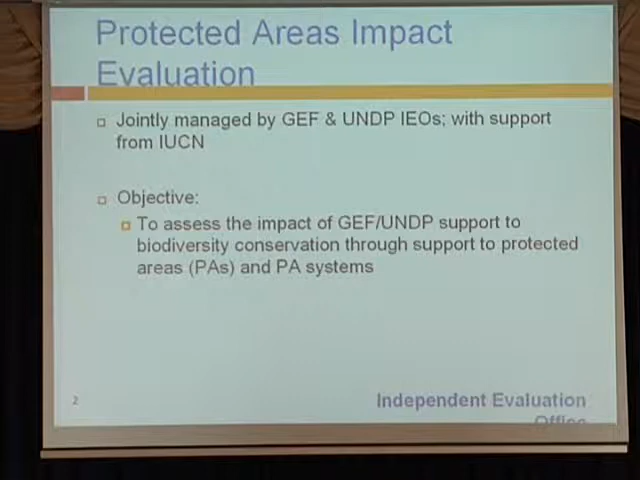 Protected Areas Impact
Evaluation
Jointly managed by GEF & UNDP IEOs; with support
from IUCN
Objective:
To assess the impact of GEF/UNDP support to
biodiversity conservation through support to protected
areas (PAs) and PA systems
2
Independent Evaluation
Office